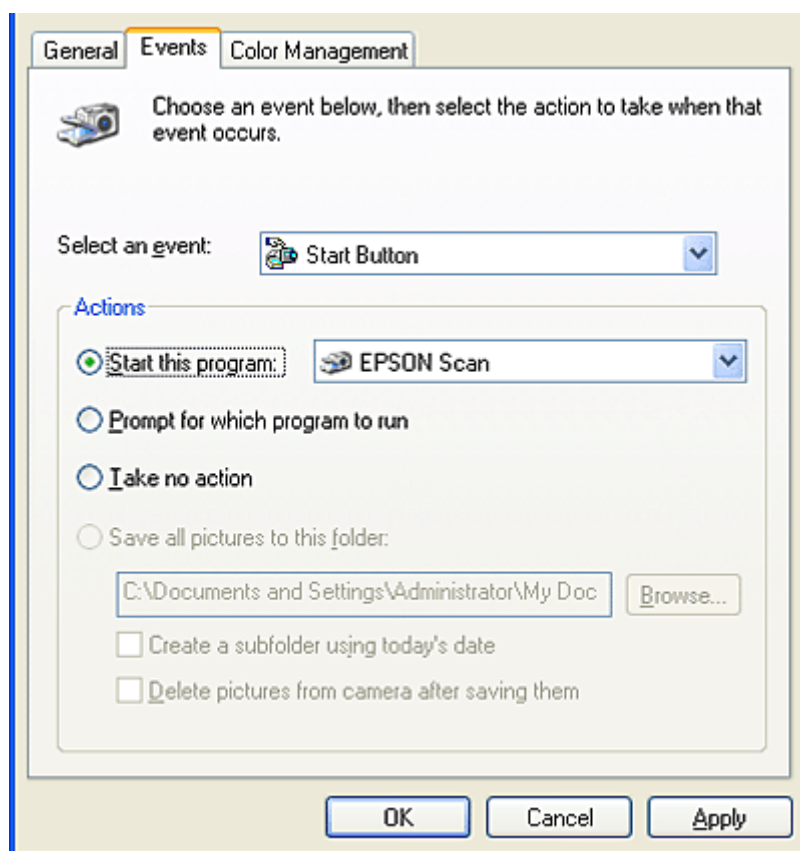 General Events Color Management
Choose an event below, then select the action to take when that
event occurs.
Select an event: Start Button
Actions
Start this program: EPSON Scan
Prompt for which program to run
Take no action
Save all pictures to this folder:
C:\Documents and Settings\Administrator\My Doc Browse...
Create a subfolder using today's date
Delete pictures from camera after saving them
OK Cancel Apply